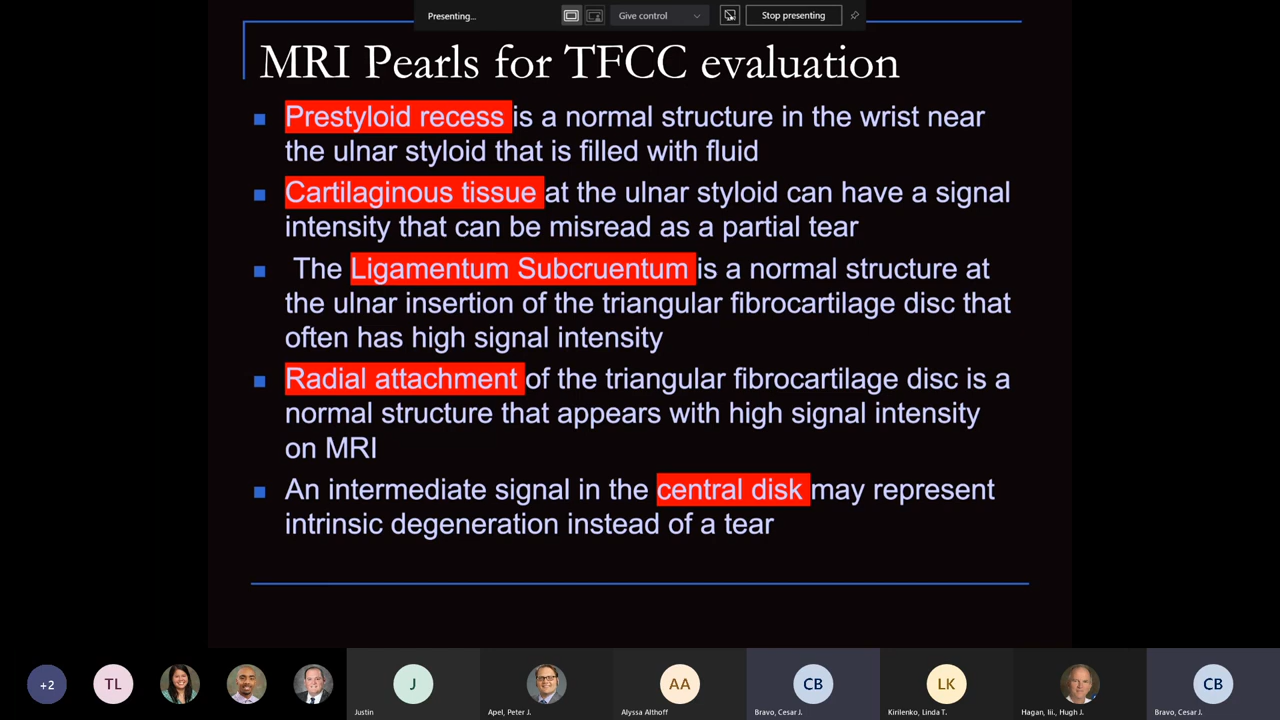 Presenting...
Give control
Stop presenting
MRI Pearls for TFCC evaluation
Prestyloid recess is a normal structure in the wrist near
the ulnar styloid that is filled with fluid
Cartilaginous tissue at the ulnar styloid can have a signal
intensity that can be misread as a partial tear
The Ligamentum Subcruentum is a normal structure at
the ulnar insertion of the triangular fibrocartilage disc that
often has high signal intensity
Radial attachment of the triangular fibrocartilage disc is a
normal structure that appears with high signal intensity
on MRI
An intermediate signal in the central disk may represent
intrinsic degeneration instead of a tear
+2
TL
J
AA
CB
LK
CB
Justin
Apel, Peter J.
Alyssa Althoff
Bravo, Cesar J.
Kirilenko, Linda T.
Hagan, Iii., Hugh J.
Bravo, Cesar J.